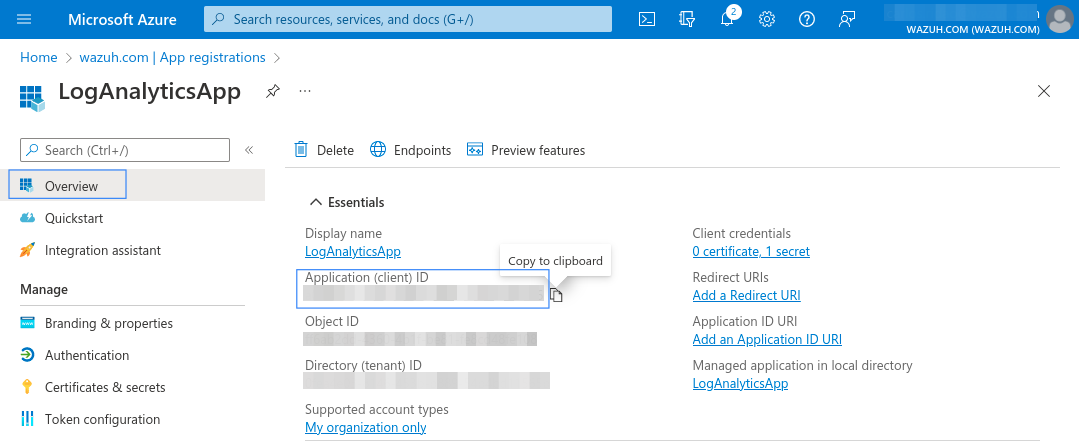 Microsoft Azure
Search resources, services, and docs (G+/)
2
WAZUH.COM (WAZUH.COM)
Home > wazuh.com | App registrations >
LogAnalyticsApp
...
Search (Ctrl+/)
«
Overview
Quickstart
Integration assistant
Manage
Branding & properties
Authentication
Certificates & secrets
Token configuration
Delete
Endpoints
Preview features
Essentials
Display name
LogAnalyticsApp
Copy to clipboard
Application (client) ID
Object ID
Directory (tenant) ID
Supported account types
My organization only
Client credentials
0 certificate, 1 secret
Redirect URIs
Add a Redirect URI
Application ID URI
Add an Application ID URI
Managed application in local directory
LogAnalyticsApp